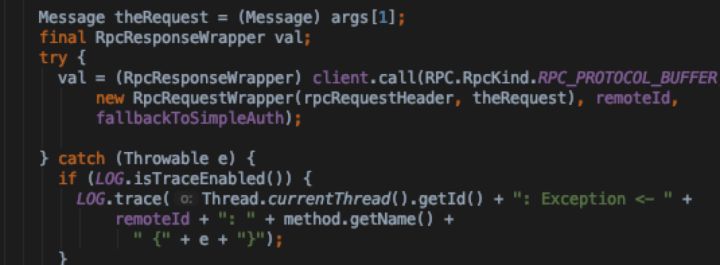 Message theRequest = (Message) args[1];
final RpcResponseWrapper val;
try {
val = (RpcResponseWrapper) client.call(RPC.RpcKind.RPC_PROTOCOL_BUFFER
new RpcRequestWrapper(rpcRequestHeader, theRequest), remoteId,
fallbackToSimpleAuth);
} catch (Throwable e) {
if (LOG.isTraceEnabled()) {
LOG.trace( o: Thread.currentThread().getId() + ": Exception <- " +
remoteId + ": " + method.getName() +
" {" + e + "}");
}